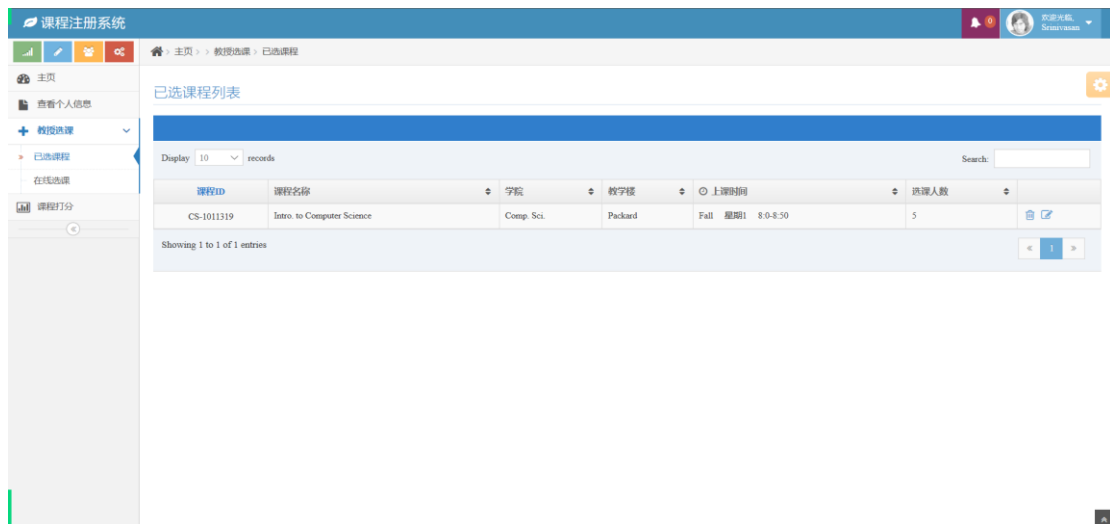 课程注册系统
0
欢迎光临,
Srinivasan
主页 > > 教授选课 > 已选课程
主页
查看个人信息
教授选课
已选课程
在线选课
课程打分
已选课程列表
Display 10 records
Search:
课程ID 课程名称 学院 教学楼 上课时间 选课人数
CS-1011319 Intro. to Computer Science Comp. Sci. Packard Fall 星期1 8:0-8:50 5
Showing 1 to 1 of 1 entries
« 1 »